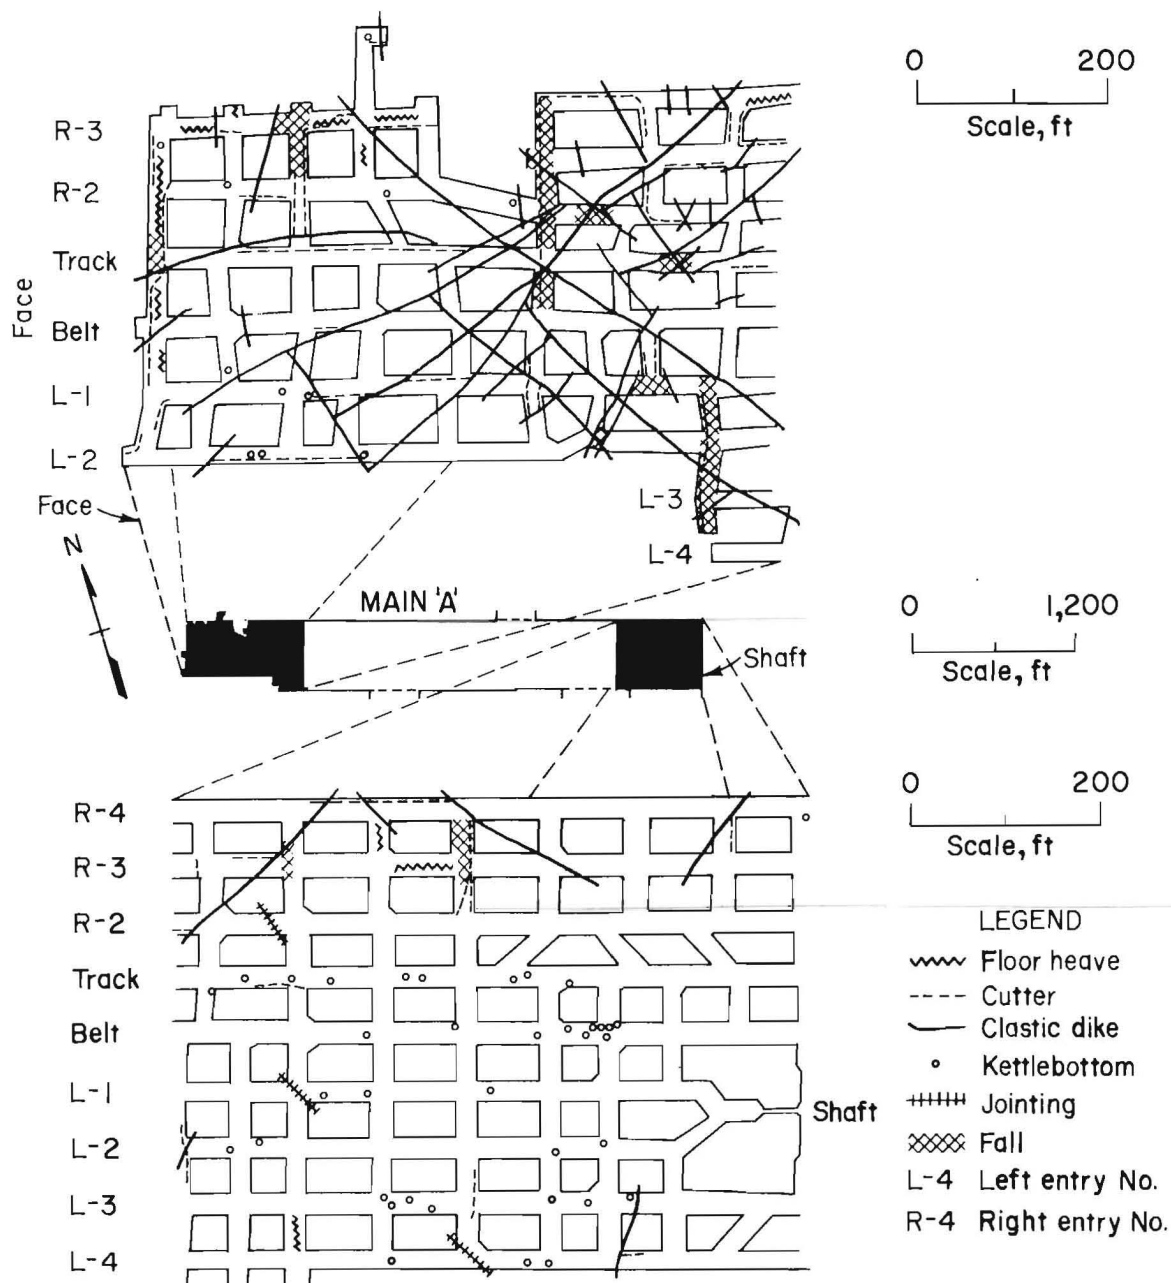 0 200
Scale, ft
R-3
R-2
Track
Belt
L-1
L-2
Face
L-3
L-4
Face
N
MAIN 'A'
Shaft
0 1,200
Scale, ft
0 200
Scale, ft
R-4
R-3
R-2
Track
Belt
L-1
L-2
L-3
L-4
Shaft
LEGEND
Floor heave
Cutter
Clastic dike
Kettlebottom
Jointing
Fall
L-4 Left entry No.
R-4 Right entry No.